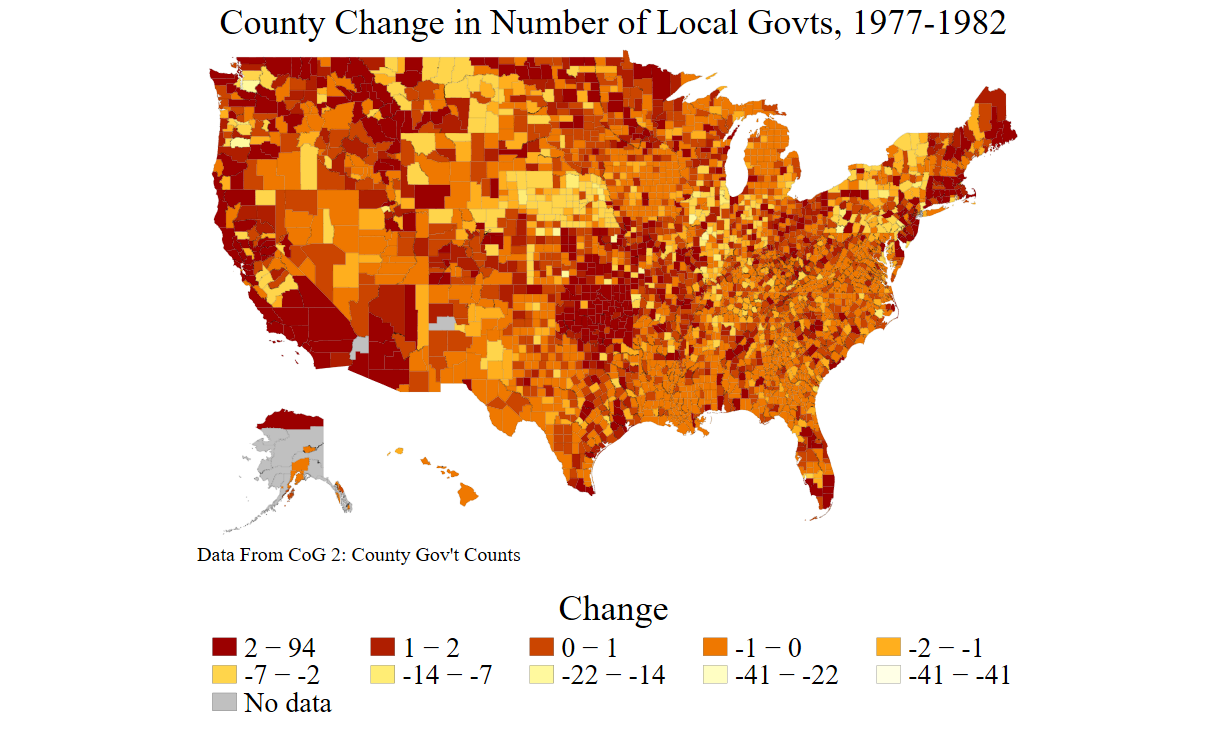 County Change in Number of Local Govts, 1977-1982
Data From CoG 2: County Gov't Counts
Change
2 − 94 1 − 2 0 − 1 -1 − 0 -2 − -1
-7 − -2 -14 − -7 -22 − -14 -41 − -22 -41 − -41
No data